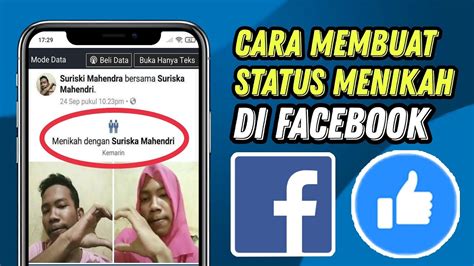 17:29
Mode Data
Beli Data
Buka Hanya Teks
Suriski Mahendra bersama Suriska
Mahendri.
24 Sep pukul 10:23pm ·
Menikah dengan Suriska Mahendri
Kemarin
CARA MEMBUAT
STATUS MENIKAH
DI FACEBOOK
f